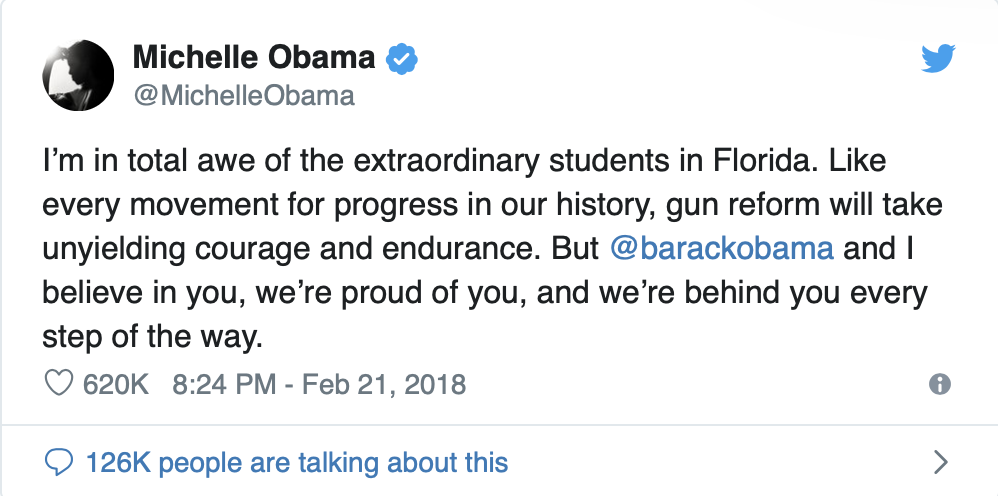 Michelle Obama
@MichelleObama
I’m in total awe of the extraordinary students in Florida. Like
every movement for progress in our history, gun reform will take
unyielding courage and endurance. But @barackobama and I
believe in you, we’re proud of you, and we’re behind you every
step of the way.
620K 8:24 PM - Feb 21, 2018
126K people are talking about this